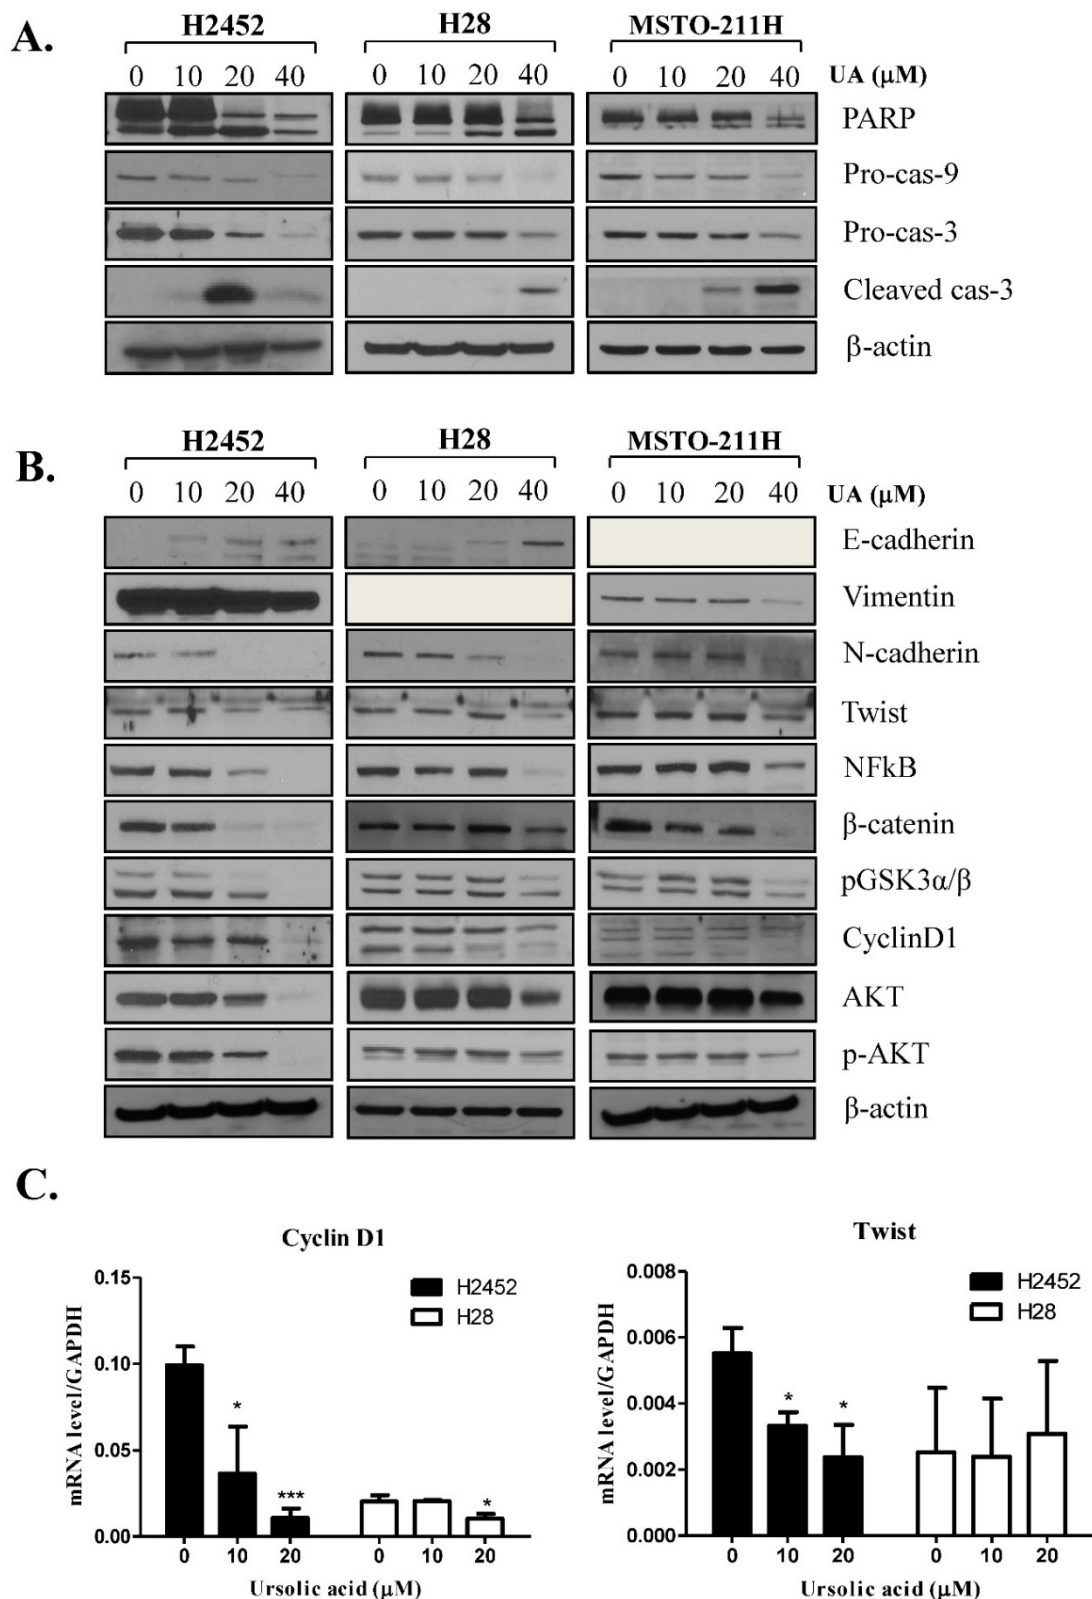 A.
H2452 H28 MSTO-211H
0 10 20 40 0 10 20 40 0 10 20 40 UA (μM)
PARP
Pro-cas-9
Pro-cas-3
Cleaved cas-3
β-actin
B.
H2452 H28 MSTO-211H
0 10 20 40 0 10 20 40 0 10 20 40 UA (μM)
E-cadherin
Vimentin
N-cadherin
Twist
NFkB
β-catenin
pGSK3α/β
CyclinD1
AKT
p-AKT
β-actin
C.
Cyclin D1
mRNA level/GAPDH
0.15
0.10
0.05
0.00
H2452
H28
* *** *
0 10 20 0 10 20
Ursolic acid (μM)
Twist
mRNA level/GAPDH
0.008
0.006
0.004
0.002
0.000
H2452
H28
* *
0 10 20 0 10 20
Ursolic acid (μM)